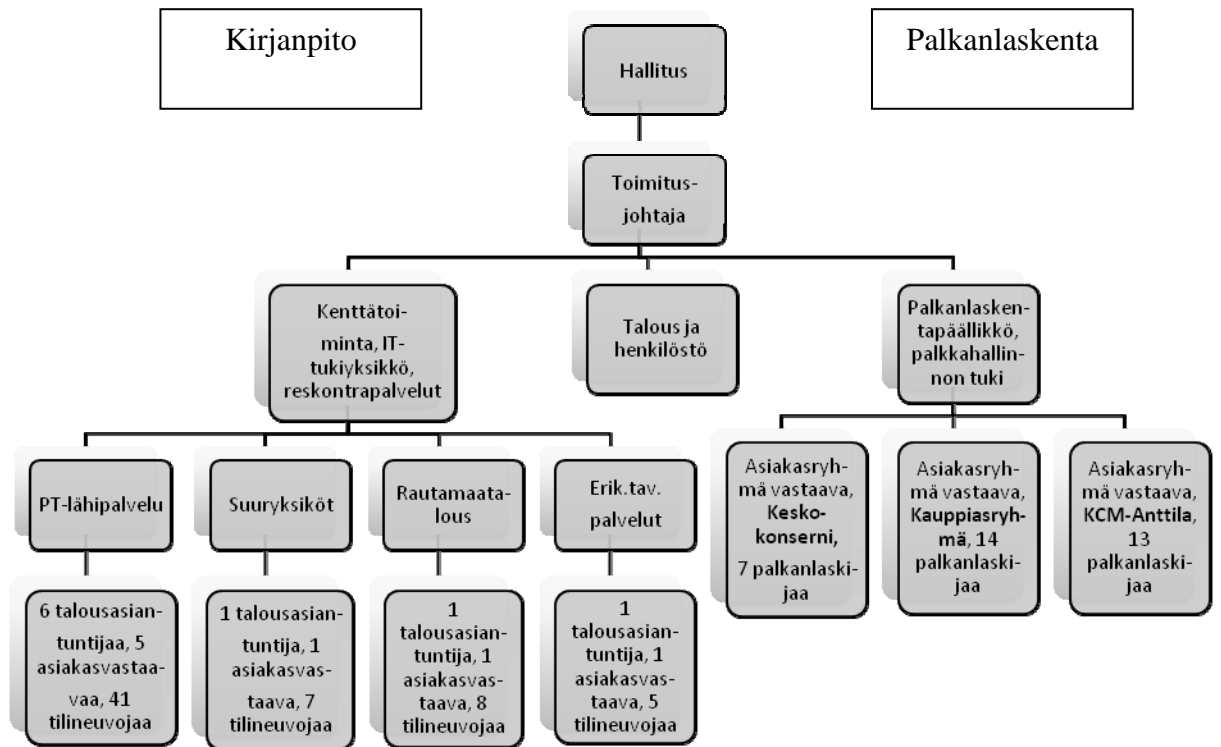 Kirjanpito
Palkanlaskenta
Hallitus
Toimitus-
johtaja
Kenttätoi-
minta, IT-
tukiyksikkö,
reskontrapalvelut
Talous ja
henkilöstö
Palkanlasken-
tapäällikkö,
palkkahallin-
non tuki
PT-lähipalvelu
Suuryksiköt
Rautamaata-
lous
Erik.tav.
palvelut
Asiakasryh-
mä vastaava,
Kesko-
konserni,
7 palkanlaski-
jaa
Asiakasryh-
mä vastaava,
Kauppiasryh-
mä, 14
palkanlaski-
jaa
Asiakasryh-
mä vastaava,
KCM-Anttila,
13
palkanlaski-
jaa
6 talousasian-
tuntijaa, 5
asiakasvastaa-
vaa, 41
tilineuvojaa
1 talousasian-
tuntija, 1
asiakasvas-
taava, 7
tilineuvojaa
1
talousasian-
tuntija, 1
asiakasvas-
taava, 8
tilineuvojaa
1
talousasian-
tuntija, 1
asiakasvas-
taava, 5
tilineuvojaa